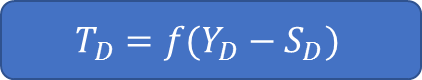 T_D = f(Y_D − S_D)